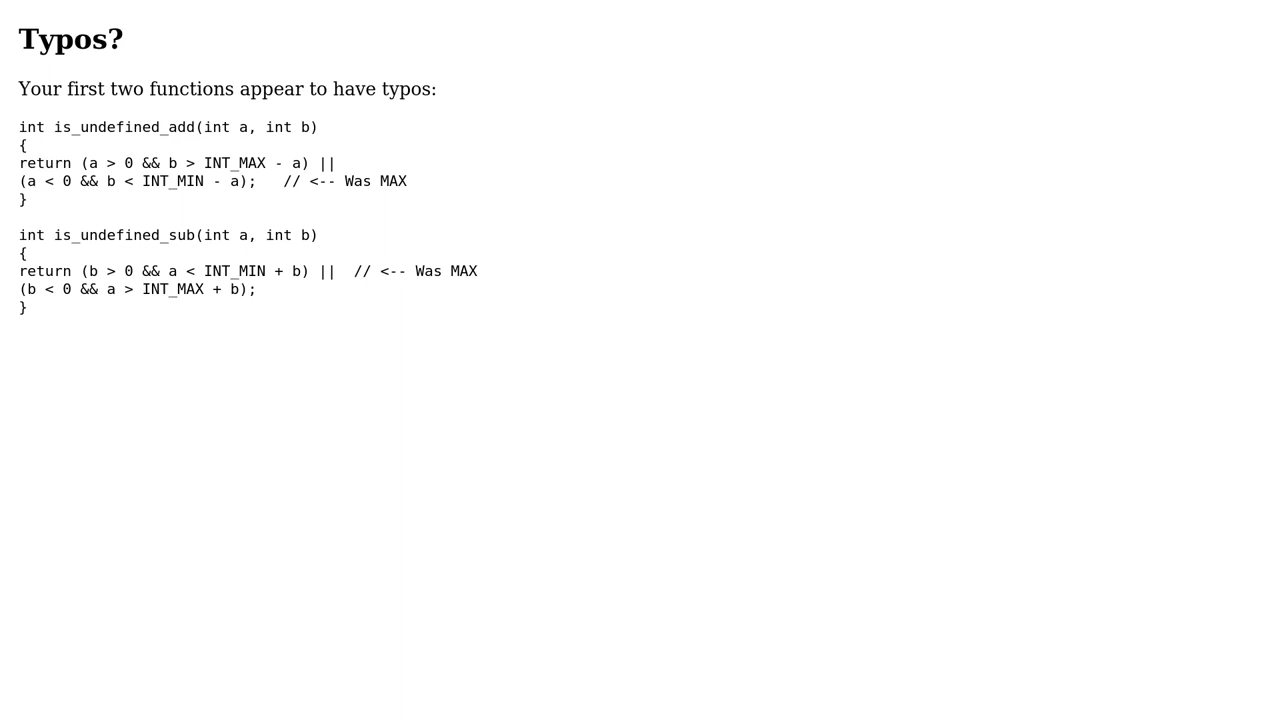 Typos?
Your first two functions appear to have typos:
int is_undefined_add(int a, int b)
{
return (a > 0 && b > INT_MAX - a) ||
(a < 0 && b < INT_MIN - a);   // <-- Was MAX
}
int is_undefined_sub(int a, int b)
{
return (b > 0 && a < INT_MIN + b) ||  // <-- Was MAX
(b < 0 && a > INT_MAX + b);
}